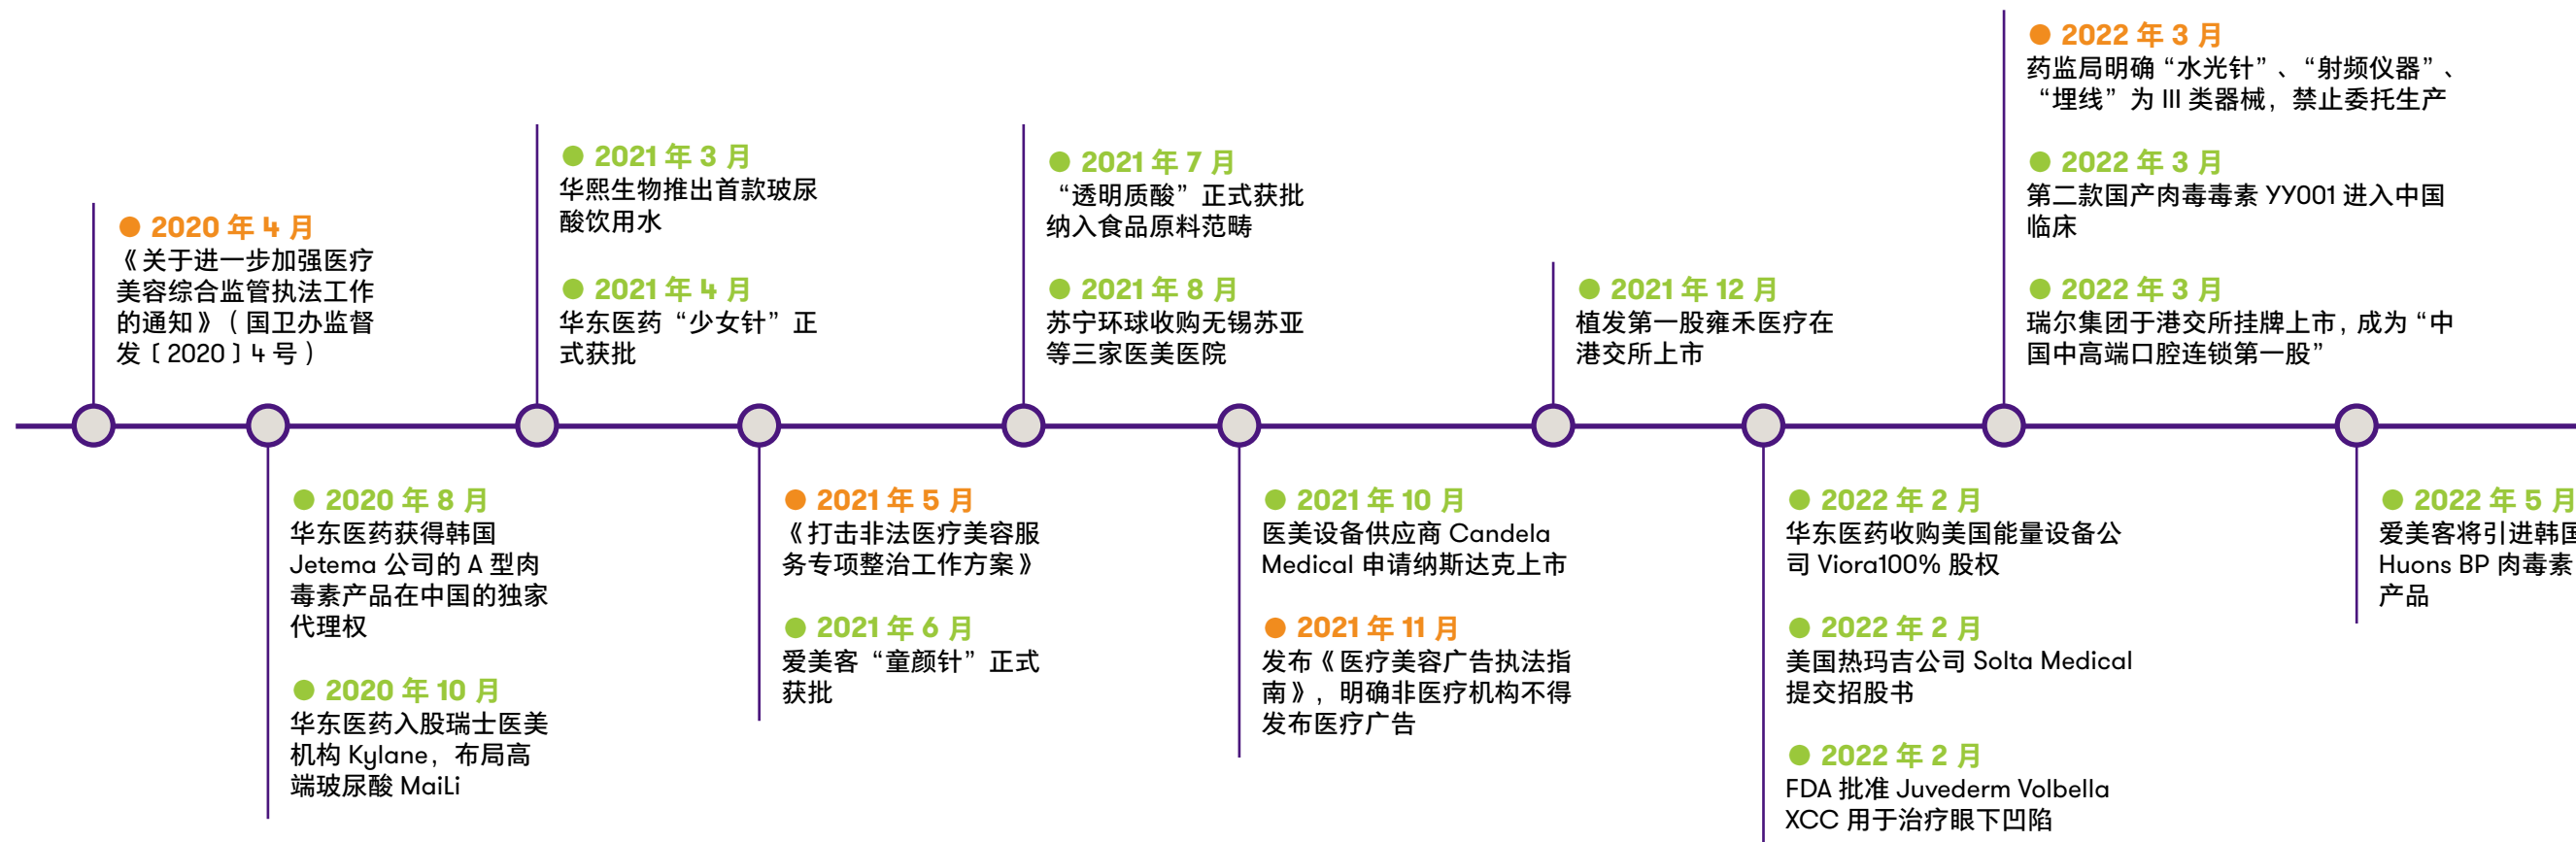 ● 2020 年 4 月
《关于进一步加强医疗
美容综合监管执法工作
的通知》（国卫办监督
发〔2020〕4 号）
● 2020 年 8 月
华东医药获得韩国
Jetema 公司的 A 型肉
毒素产品在中国的独家
代理权
● 2020 年 10 月
华东医药入股瑞士医美
机构 Kylane，布局高
端玻尿酸 MaiLi
● 2021 年 3 月
华熙生物推出首款玻尿
酸饮用水
● 2021 年 4 月
华东医药“少女针”正
式获批
● 2021 年 5 月
《打击非法医疗美容服
务专项整治工作方案》
● 2021 年 6 月
爱美客“童颜针”正式
获批
● 2021 年 7 月
“透明质酸”正式获批
纳入食品原料范畴
● 2021 年 8 月
苏宁环球收购无锡苏亚
等三家医美医院
● 2021 年 10 月
医美设备供应商 Candela
Medical 申请纳斯达克上市
● 2021 年 11 月
发布《医疗美容广告执法指
南》，明确非医疗机构不得
发布医疗广告
● 2021 年 12 月
植发第一股雍禾医疗在
港交所上市
● 2022 年 2 月
华东医药收购美国能量设备公
司 Viora100% 股权
● 2022 年 2 月
美国热玛吉公司 Solta Medical
提交招股书
● 2022 年 2 月
FDA 批准 Juvederm Volbella
XCC 用于治疗眼下凹陷
● 2022 年 3 月
药监局明确“水光针”、“射频仪器”、
“埋线”为 III 类器械，禁止委托生产
● 2022 年 3 月
第二款国产肉毒毒素 YY001 进入中国
临床
● 2022 年 3 月
瑞尔集团于港交所挂牌上市，成为“中
国中高端口腔连锁第一股”
● 2022 年 5 月
爱美客将引进韩国
Huons BP 肉毒素
产品